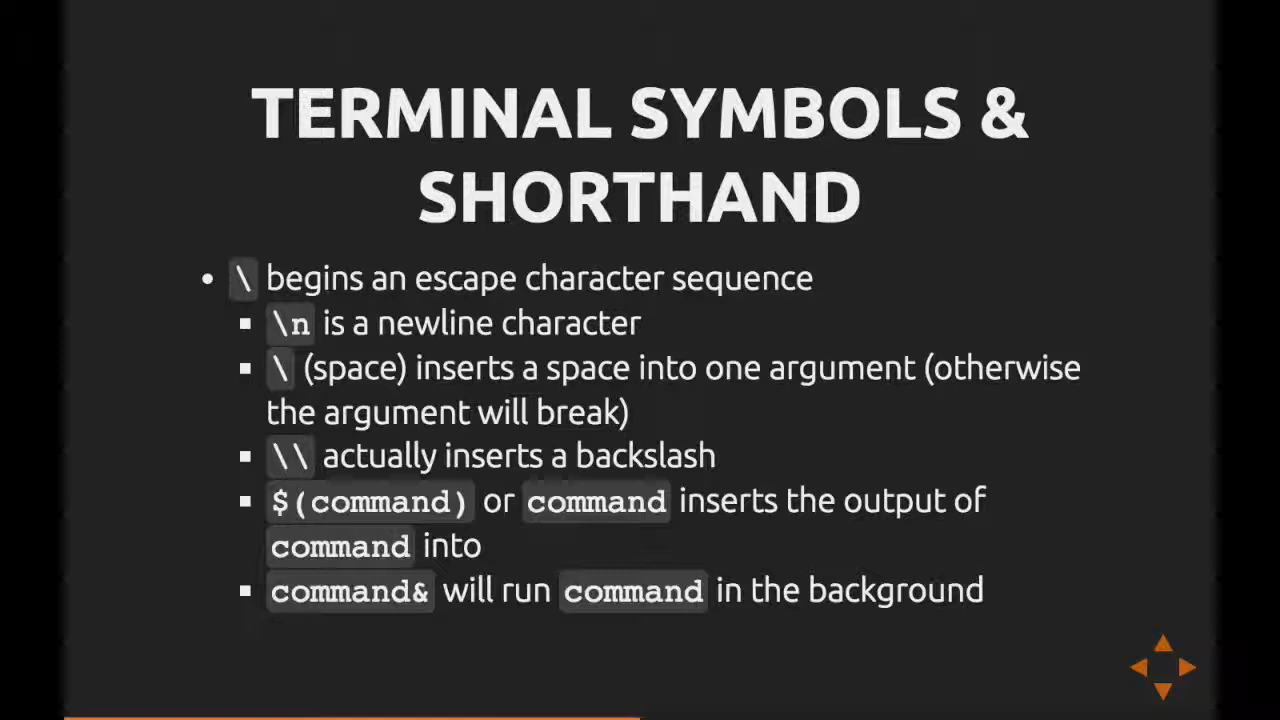 TERMINAL SYMBOLS &
SHORTHAND
• \ begins an escape character sequence
▪ \n is a newline character
▪ \ (space) inserts a space into one argument (otherwise
the argument will break)
▪ \\ actually inserts a backslash
▪ $(command) or command inserts the output of
command into
▪ command& will run command in the background